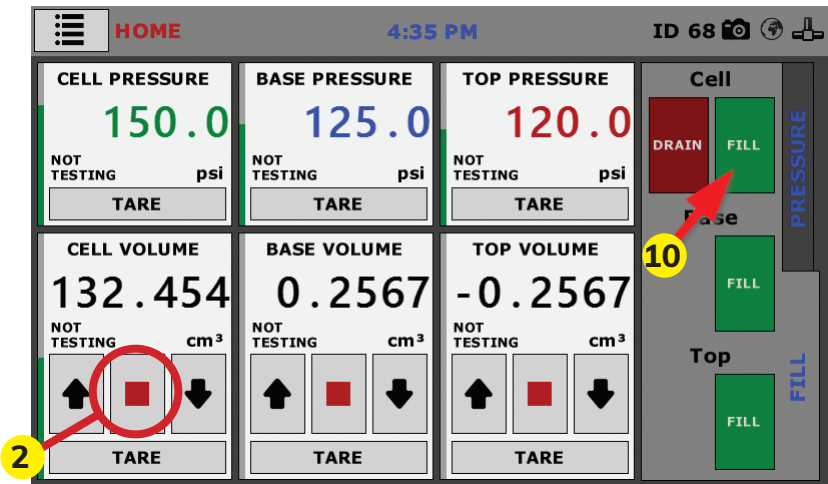 HOME
4:35 PM
ID 68
CELL PRESSURE
150.0
NOT
TESTING
psi
TARE
BASE PRESSURE
125.0
NOT
TESTING
psi
TARE
TOP PRESSURE
120.0
NOT
TESTING
psi
TARE
CELL VOLUME
132.454
NOT
TESTING
cm³
TARE
BASE VOLUME
0.2567
NOT
TESTING
cm³
TARE
TOP VOLUME
-0.2567
NOT
TESTING
cm³
TARE
Cell
DRAIN
FILL
Base
FILL
Top
FILL
PRESSURE
FILL
10
2